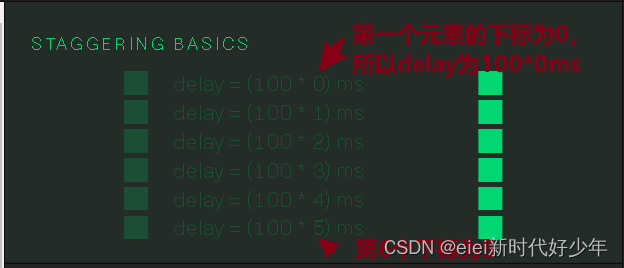 STAGGERING BASICS
第一个元素的下标为0，
所以delay为100*0ms
delay = (100 * 0) ms
delay = (100 * 1) ms
delay = (100 * 2) ms
delay = (100 * 3) ms
delay = (100 * 4) ms
delay = (100 * 5) ms
CSDN @eiei新时代好少年